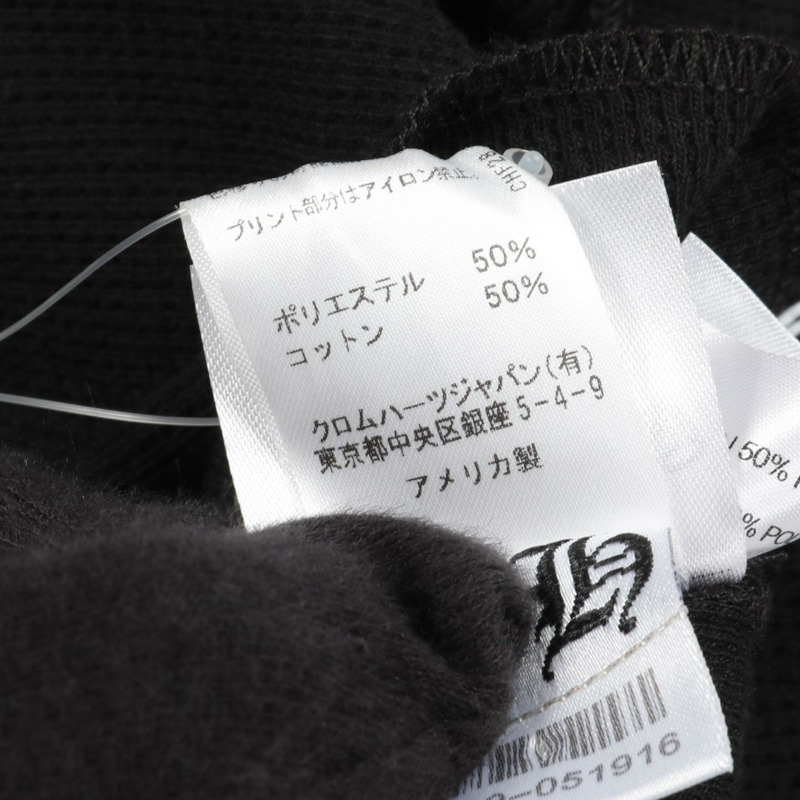 プリント部分はアイロン禁止。
CHF28
ポリエステル 50%
コットン 50%
クロムハーツジャパン(有)
東京都中央区銀座5-4-9
アメリカ製
50%
% PO
H
-051916